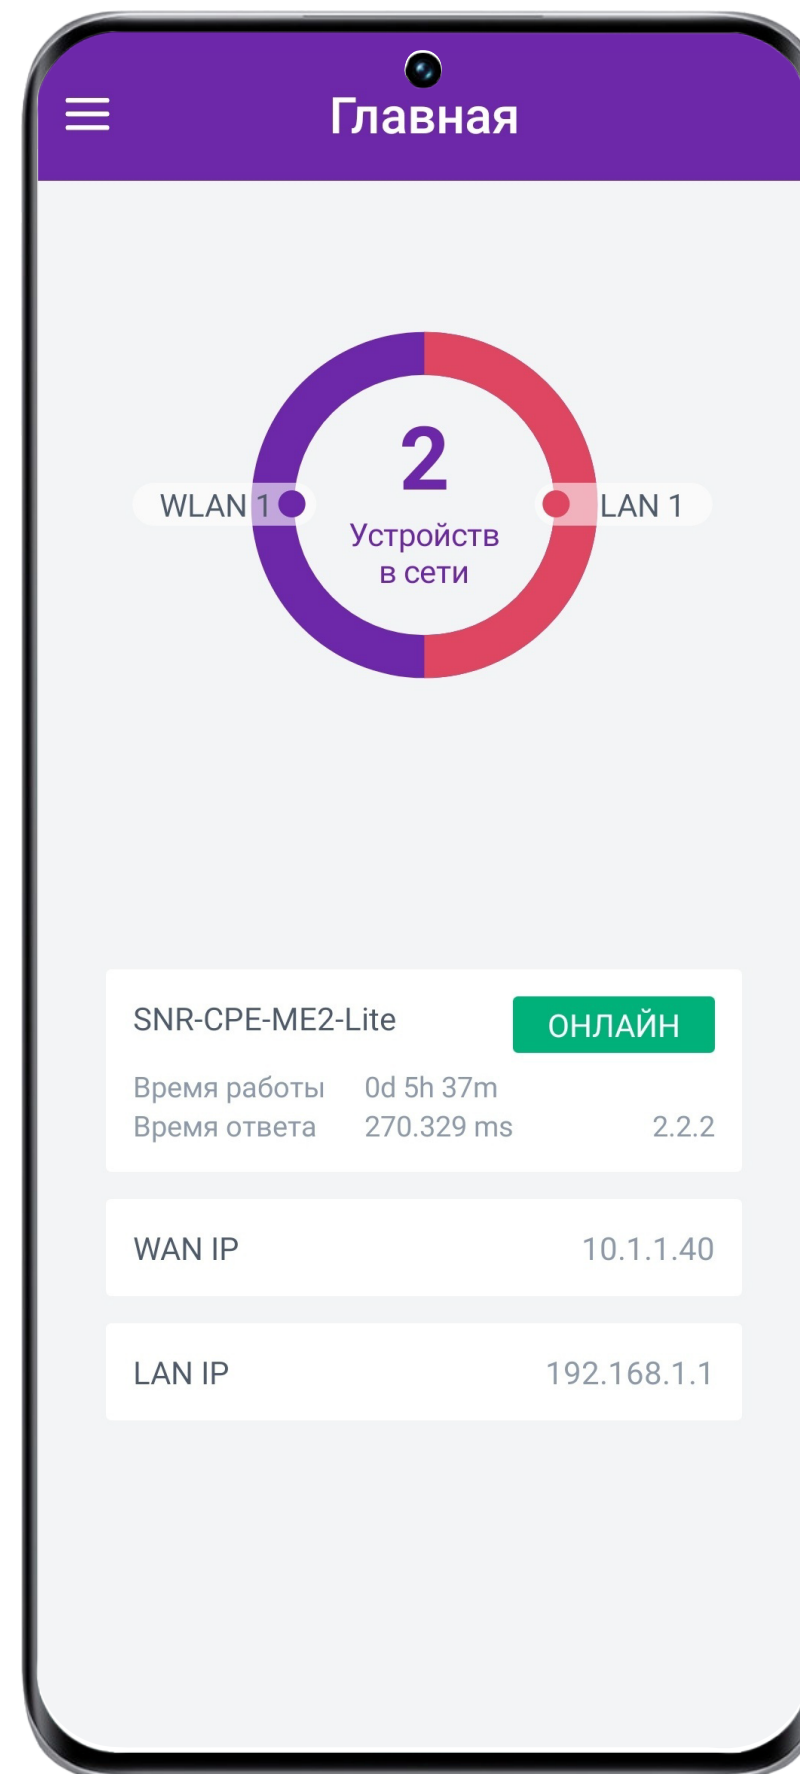 Главная
2
Устройств
в сети
WLAN 1
LAN 1
SNR-CPE-ME2-Lite
ОНЛАЙН
Время работы 0d 5h 37m
Время ответа 270.329 ms 2.2.2
WAN IP 10.1.1.40
LAN IP 192.168.1.1